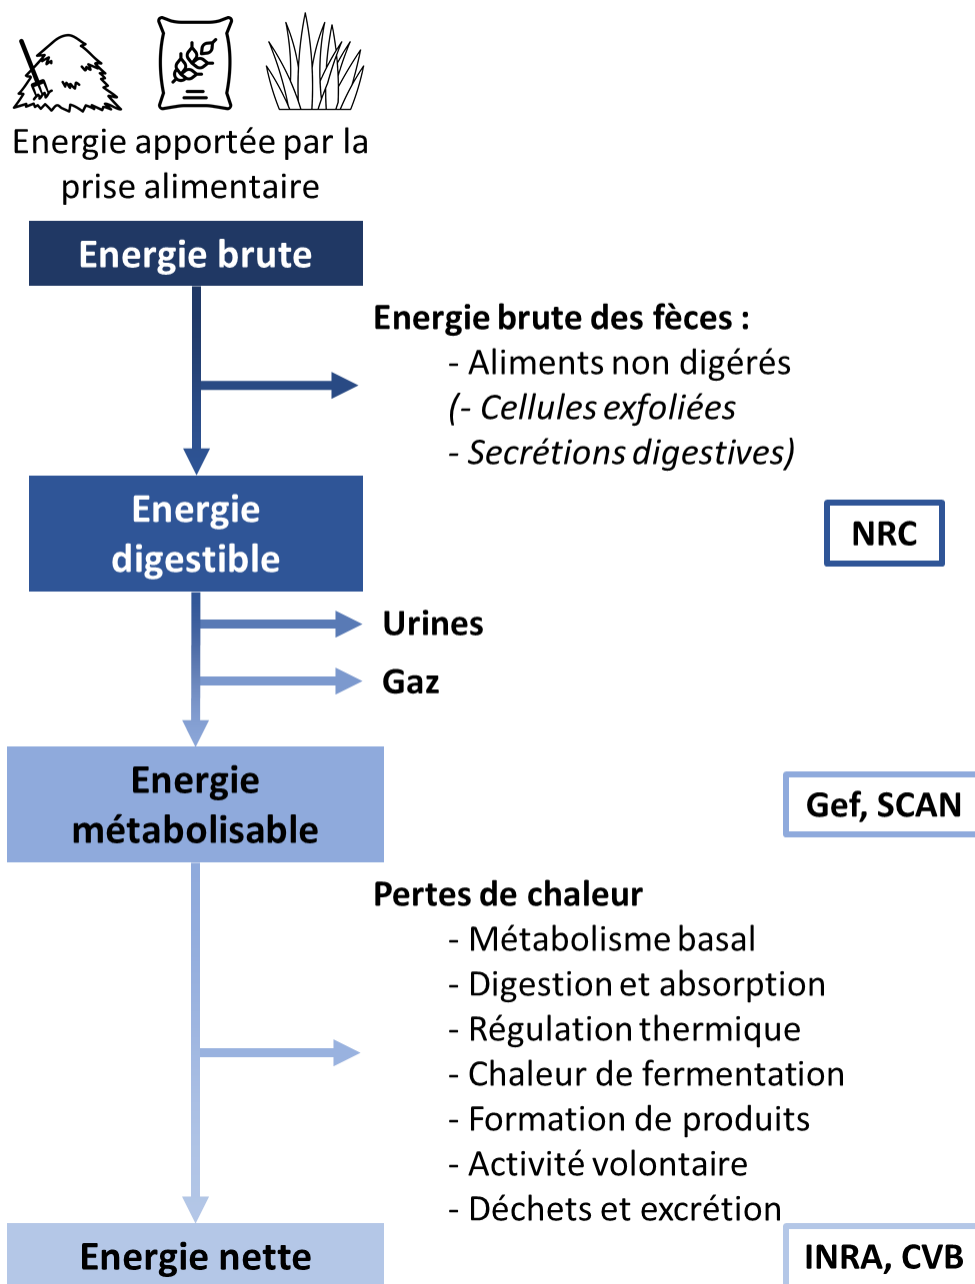 Energie apportée par la
prise alimentaire
Energie brute
Energie brute des fèces :
- Aliments non digérés
(- Cellules exfoliées
- Secrétions digestives)
Energie
digestible
NRC
Urines
Gaz
Energie
métabolisable
Gef, SCAN
Pertes de chaleur
- Métabolisme basal
- Digestion et absorption
- Régulation thermique
- Chaleur de fermentation
- Formation de produits
- Activité volontaire
- Déchets et excrétion
Energie nette
INRA, CVB